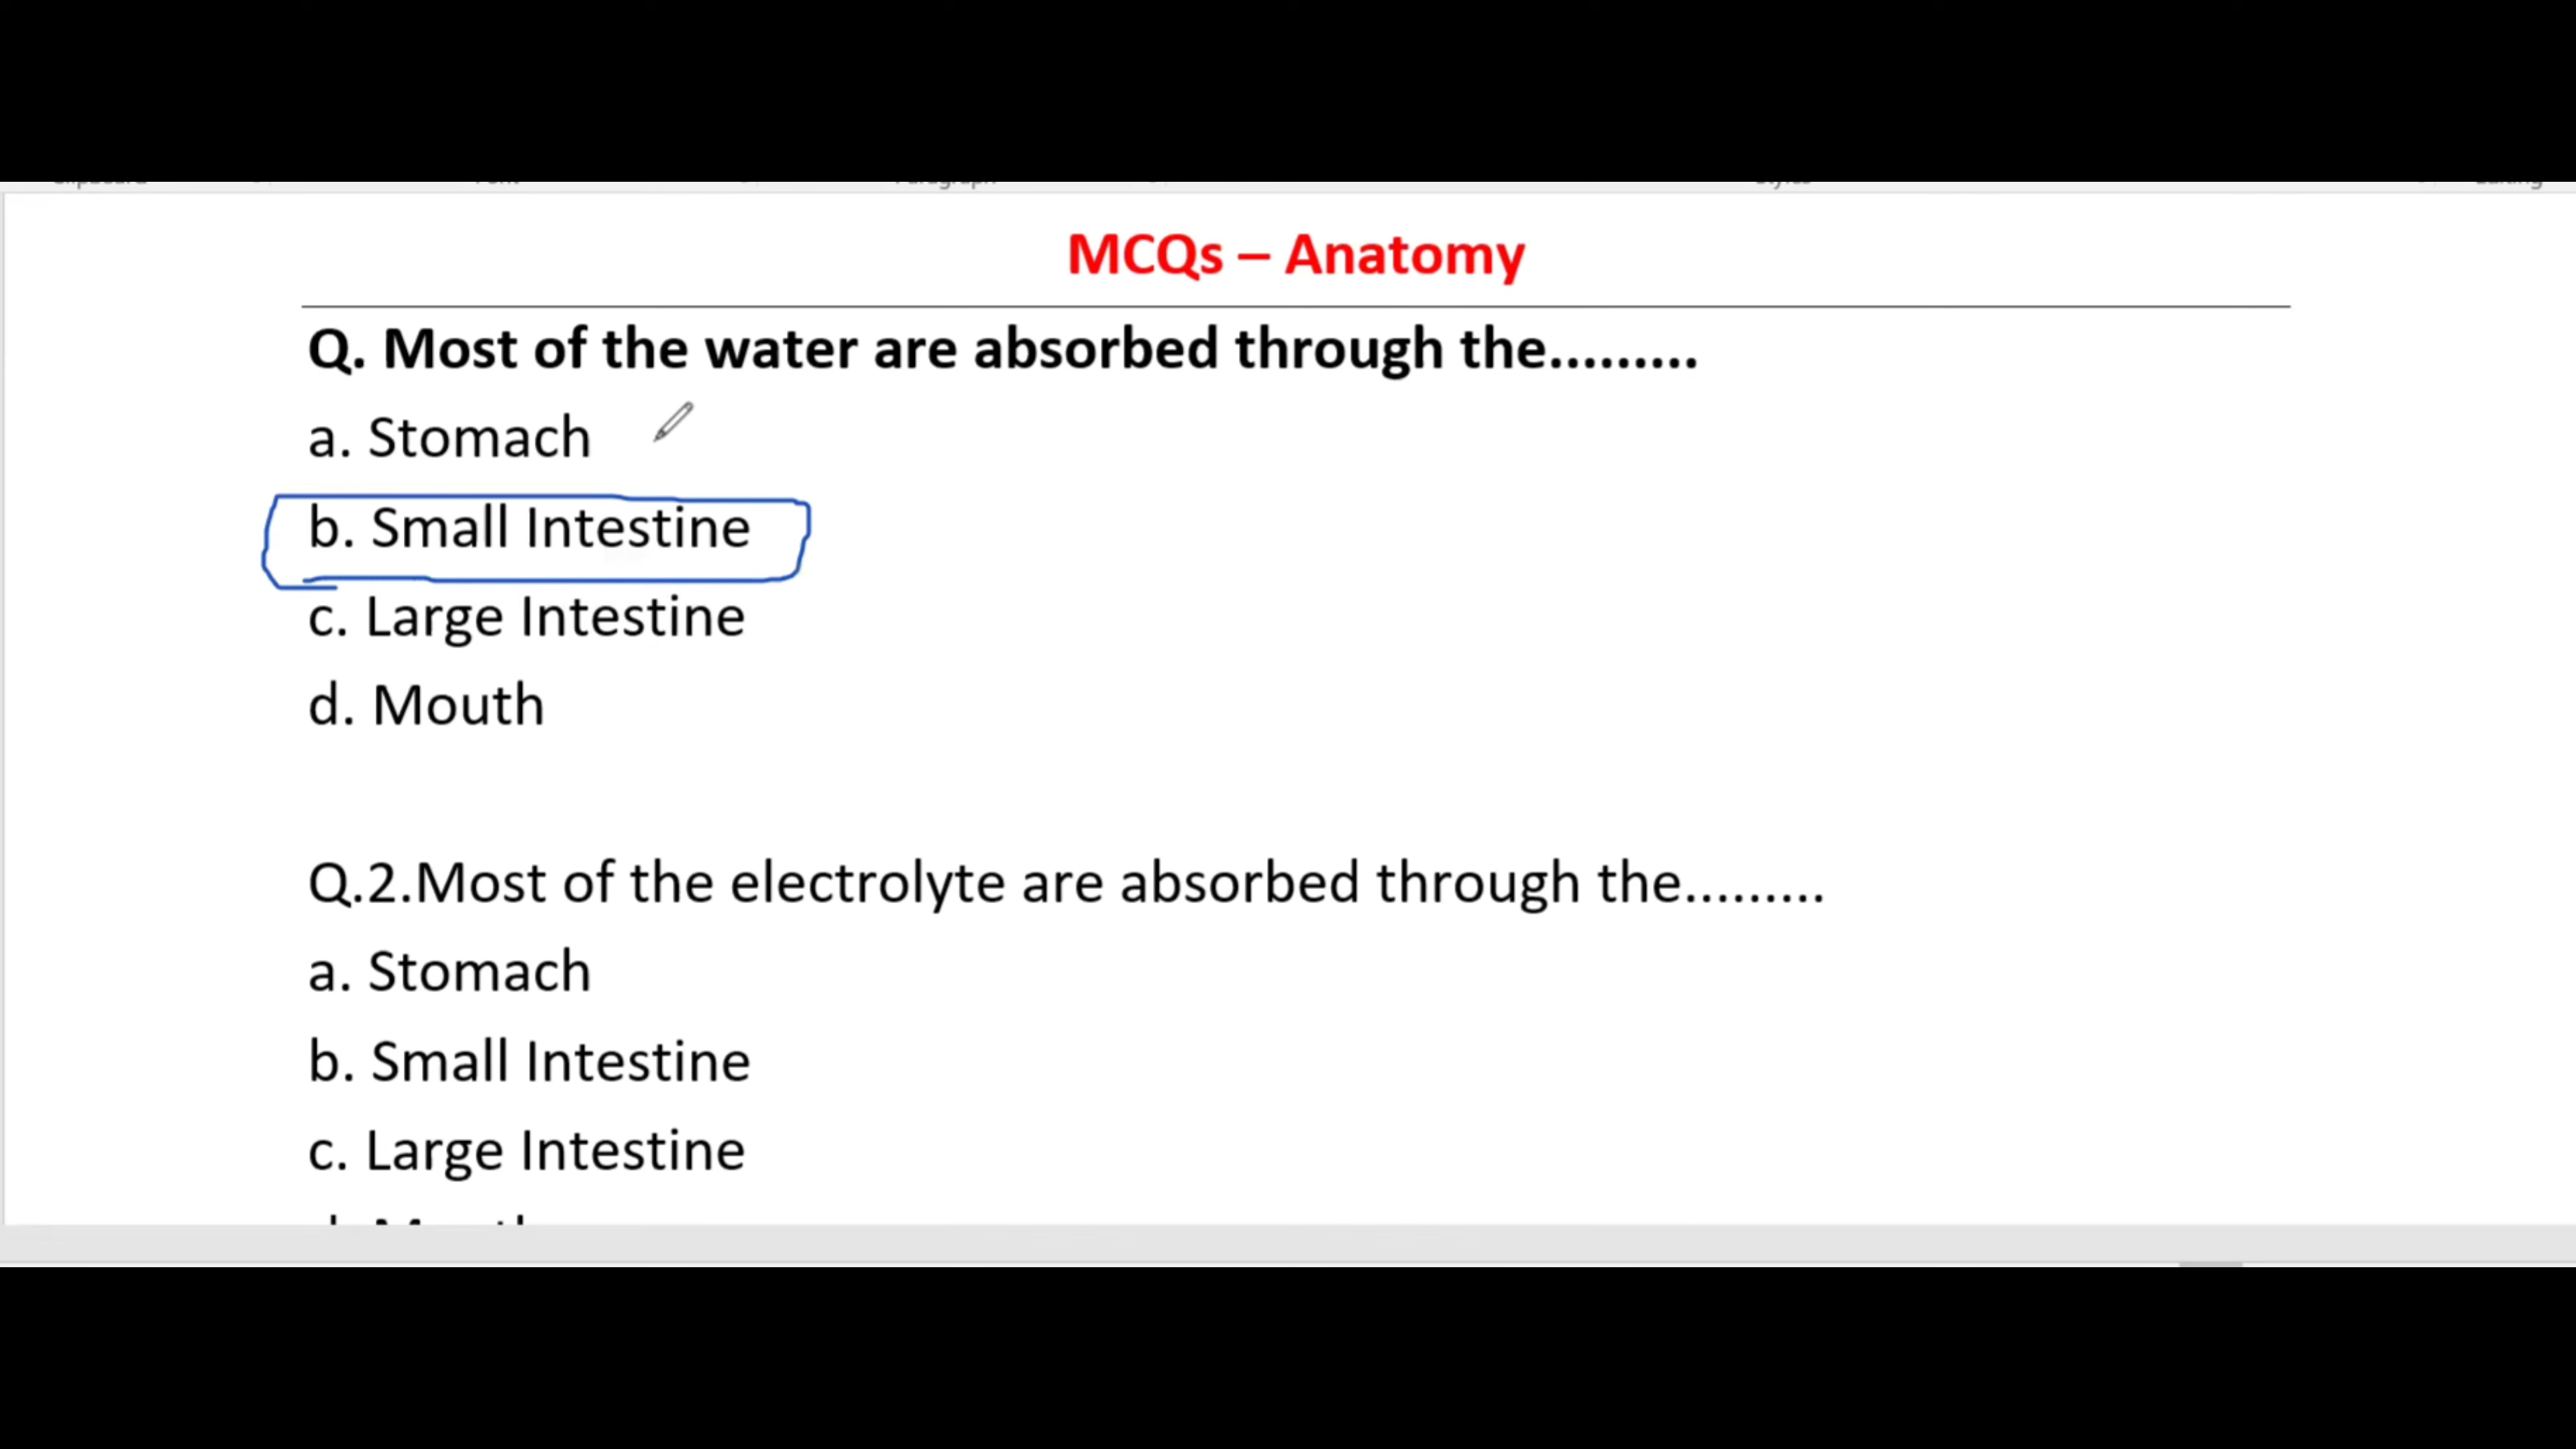 MCQs – Anatomy
Q. Most of the water are absorbed through the.........
a. Stomach
b. Small Intestine
c. Large Intestine
d. Mouth
Q.2.Most of the electrolyte are absorbed through the.........
a. Stomach
b. Small Intestine
c. Large Intestine